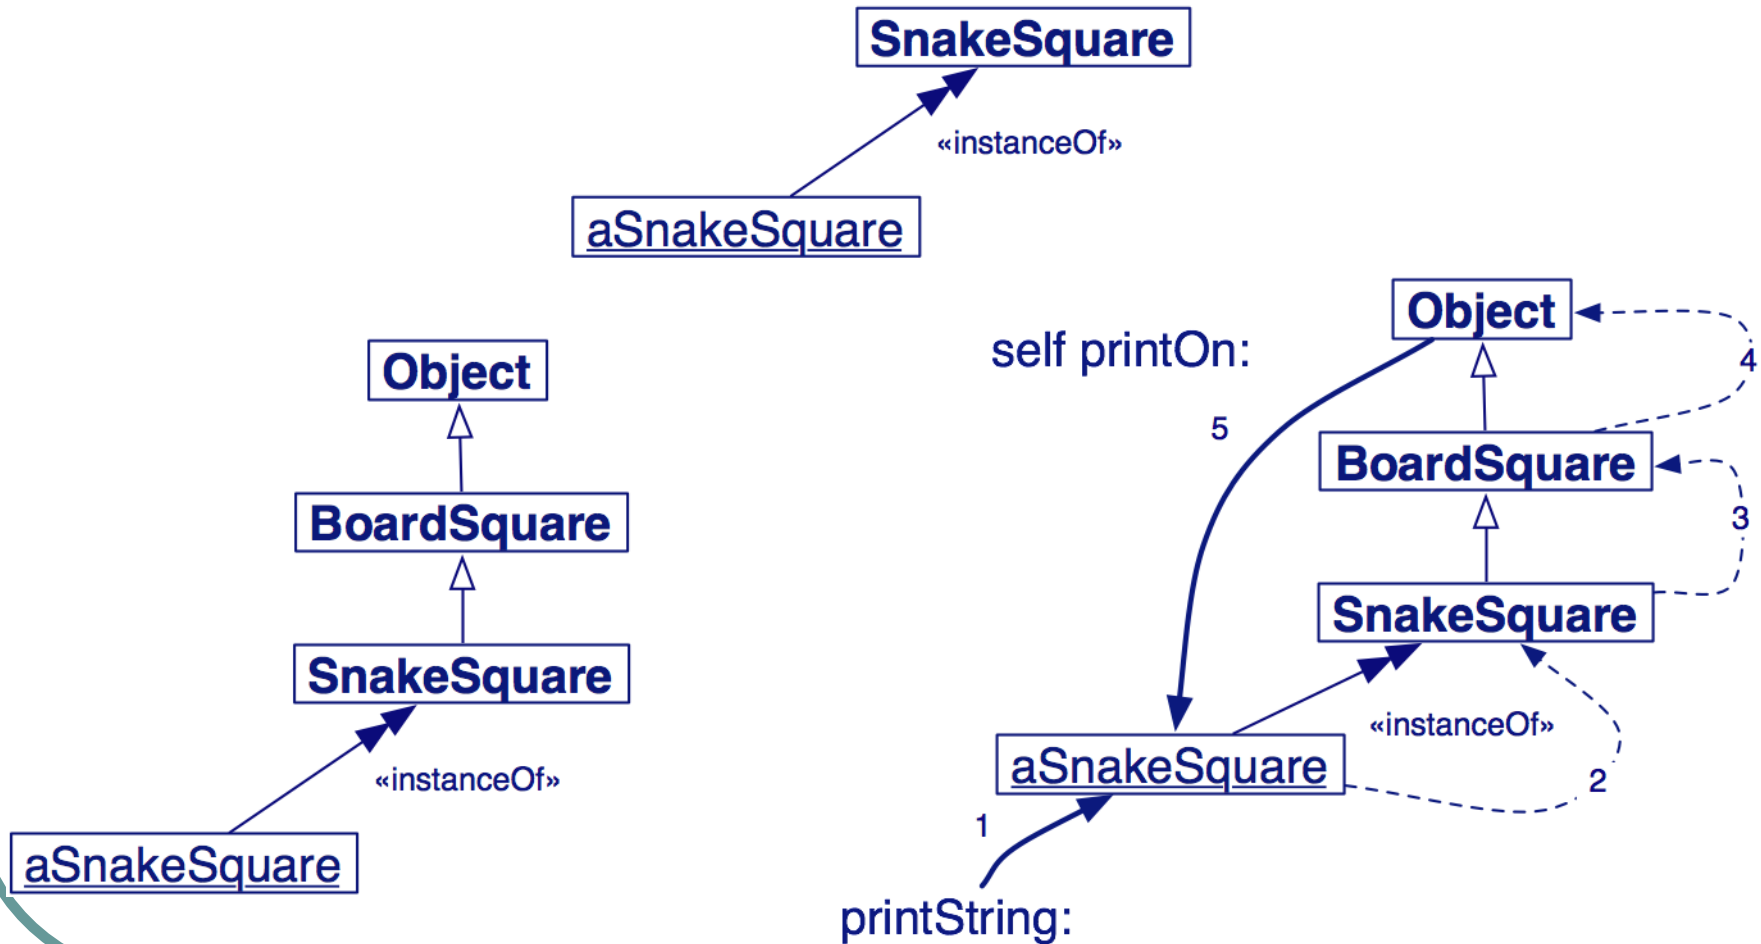 SnakeSquare
«instanceOf»
aSnakeSquare
Object
BoardSquare
SnakeSquare
«instanceOf»
aSnakeSquare
Object
self printOn:
4
5
BoardSquare
3
SnakeSquare
«instanceOf»
aSnakeSquare
2
1
printString: